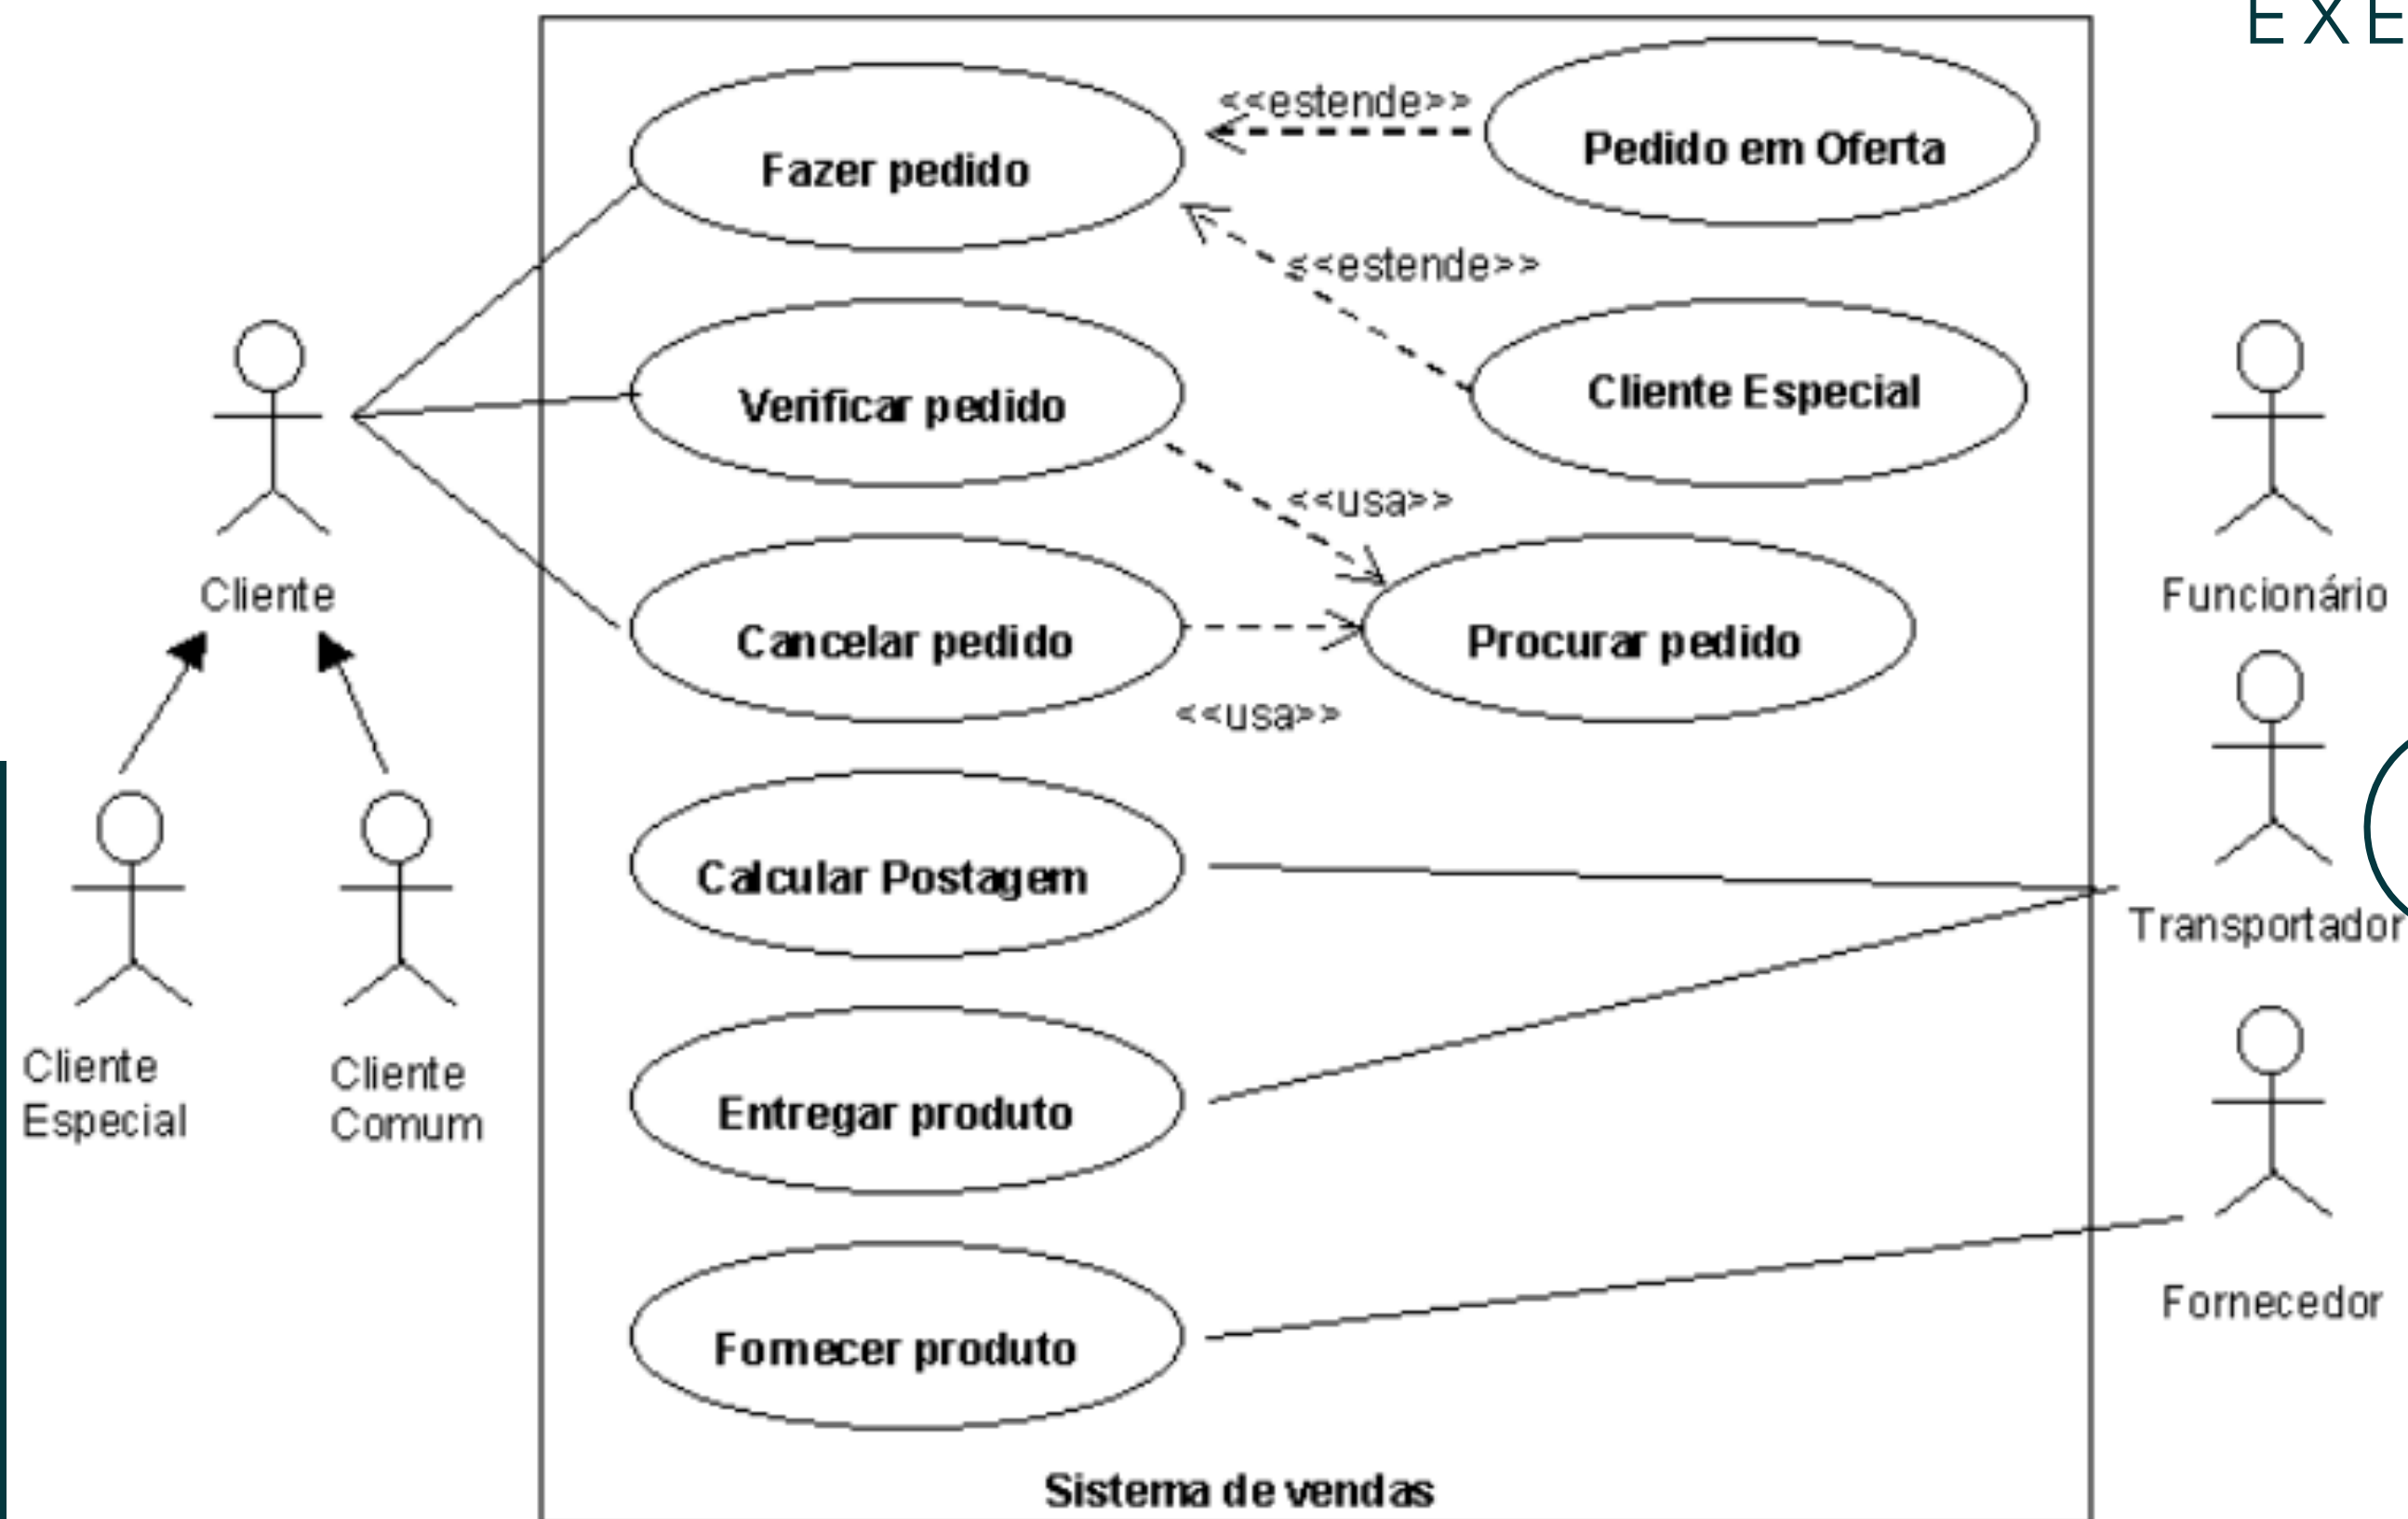 EXE
<<estende>>
Pedido em Oferta
Fazer pedido
<<estende>>
Verificar pedido
Cliente Especial
<<usa>>
Cliente
Funcionário
Cancelar pedido
Procurar pedido
<<usa>>
Calcular Postagem
Transportador
Cliente
Especial
Cliente
Comum
Entregar produto
Fornecedor
Fornecer produto
Sistema de vendas